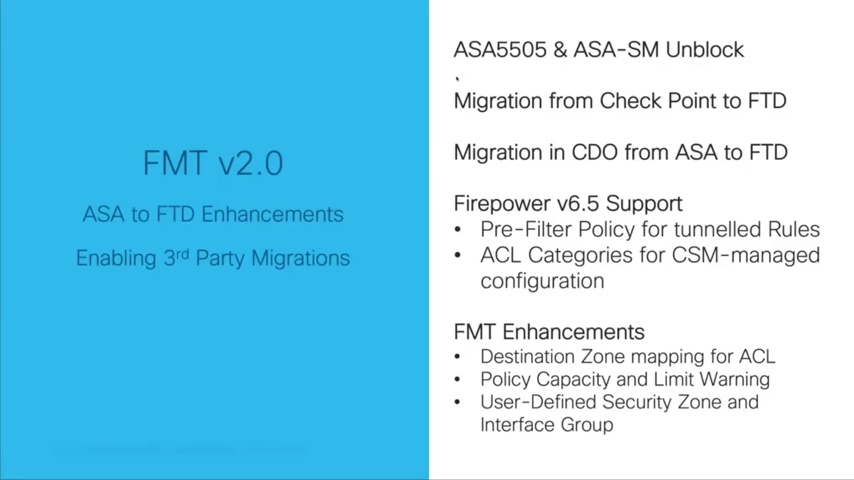 FMT v2.0
ASA to FTD Enhancements
Enabling 3rd Party Migrations
ASA5505 & ASA-SM Unblock
Migration from Check Point to FTD
Migration in CDO from ASA to FTD
Firepower v6.5 Support
• Pre-Filter Policy for tunnelled Rules
• ACL Categories for CSM-managed
configuration
FMT Enhancements
• Destination Zone mapping for ACL
• Policy Capacity and Limit Warning
• User-Defined Security Zone and
Interface Group